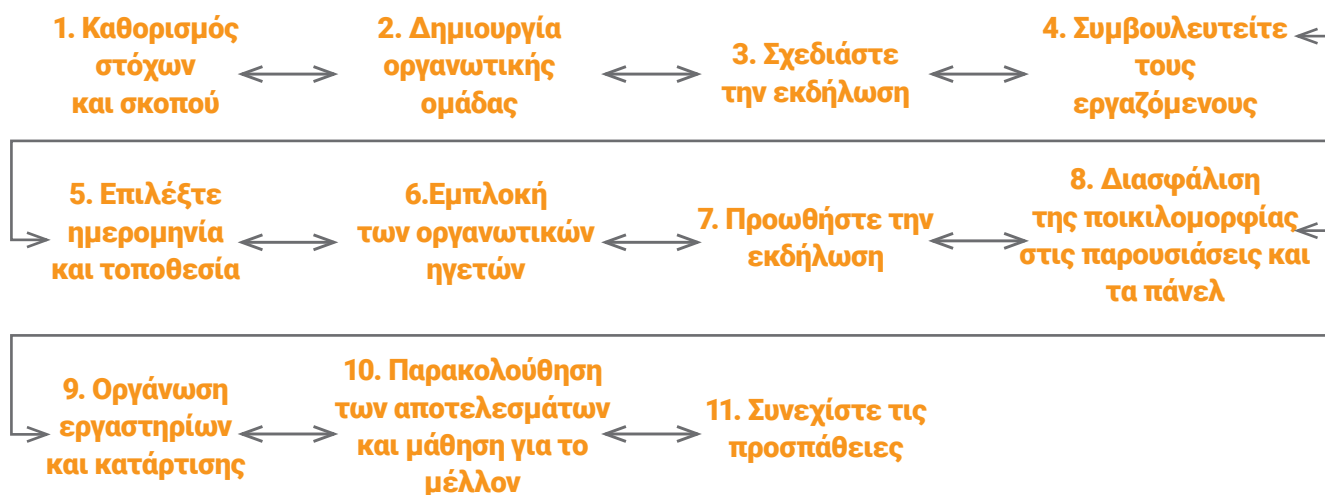 1. Καθορισμός
στόχων
και σκοπού
2. Δημιουργία
οργανωτικής
ομάδας
3. Σχεδιάστε
την εκδήλωση
4. Συμβουλευτείτε
τους
εργαζόμενους
5. Επιλέξτε
ημερομηνία
και τοποθεσία
6.Εμπλοκή
των οργανωτικών
ηγετών
7. Προωθήστε την
εκδήλωση
8. Διασφάλιση
της ποικιλομορφίας
στις παρουσιάσεις και
τα πάνελ
9. Οργάνωση
εργαστηρίων
και κατάρτισης
10. Παρακολούθηση
των αποτελεσμάτων
και μάθηση για το
μέλλον
11. Συνεχίστε τις
προσπάθειες